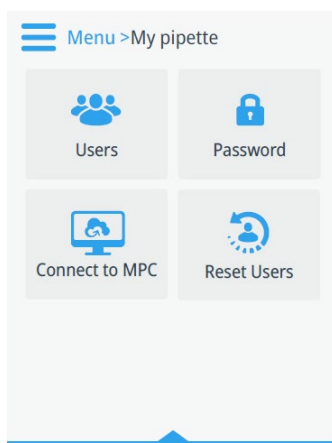 Menu >My pipette
Users
Password
Connect to MPC
Reset Users